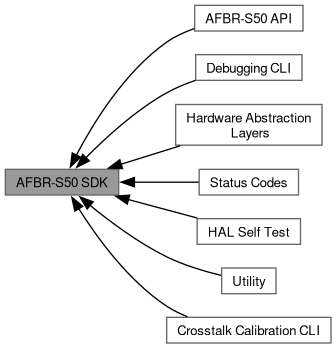 AFBR-S50 API
Debugging CLI
Hardware Abstraction
Layers
AFBR-S50 SDK
Status Codes
HAL Self Test
Utility
Crosstalk Calibration CLI